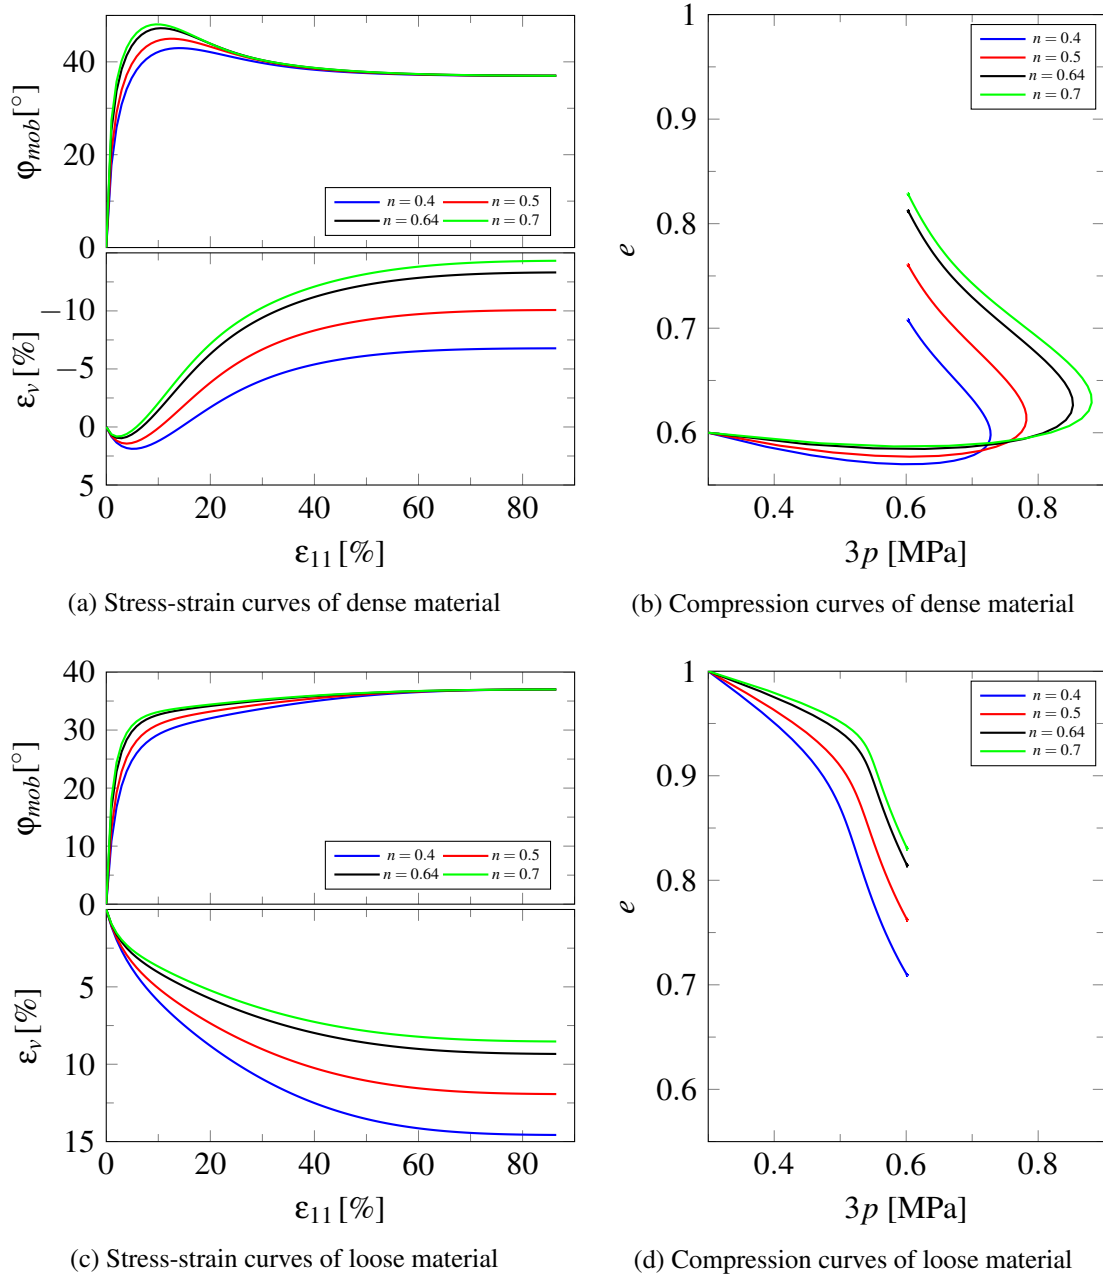 40
20
0
φmob[°]
n = 0.4
n = 0.5
n = 0.64
n = 0.7
−10
−5
0
5
εv [%]
0
20
40
60
80
ε11 [%]
(a) Stress-strain curves of dense material
1
0.9
0.8
0.7
0.6
e
n = 0.4
n = 0.5
n = 0.64
n = 0.7
0.4
0.6
0.8
3p [MPa]
(b) Compression curves of dense material
40
30
20
10
0
φmob[°]
n = 0.4
n = 0.5
n = 0.64
n = 0.7
5
10
15
εv [%]
0
20
40
60
80
ε11 [%]
(c) Stress-strain curves of loose material
1
0.9
0.8
0.7
0.6
e
n = 0.4
n = 0.5
n = 0.64
n = 0.7
0.4
0.6
0.8
3p [MPa]
(d) Compression curves of loose material